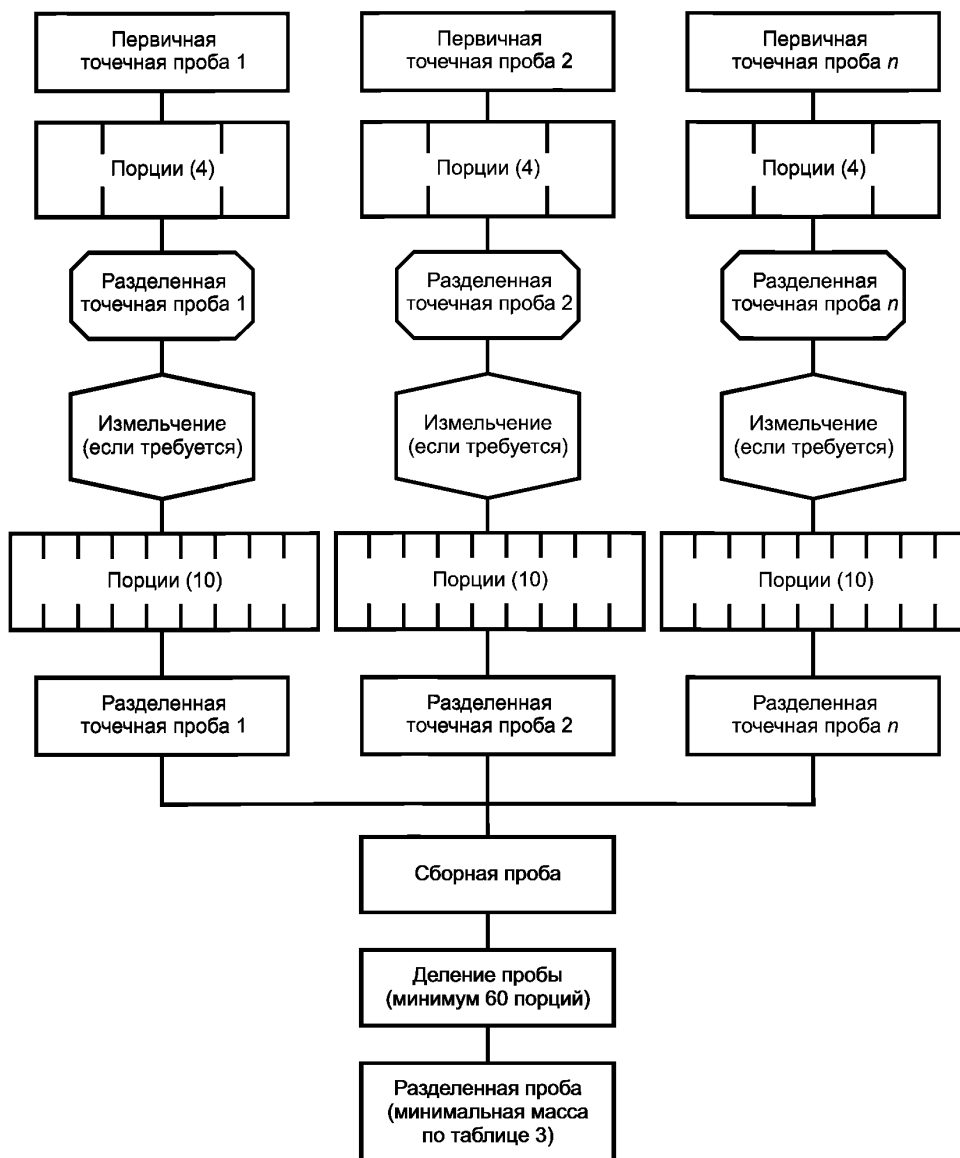 Первичная
точечная проба 1
Первичная
точечная проба 2
Первичная
точечная проба n
Порции (4)
Порции (4)
Порции (4)
Разделенная
точечная проба 1
Разделенная
точечная проба 2
Разделенная
точечная проба n
Измельчение
(если требуется)
Измельчение
(если требуется)
Измельчение
(если требуется)
Порции (10)
Порции (10)
Порции (10)
Разделенная
точечная проба 1
Разделенная
точечная проба 2
Разделенная
точечная проба n
Сборная проба
Деление пробы
(минимум 60 порций)
Разделенная проба
(минимальная масса
по таблице 3)